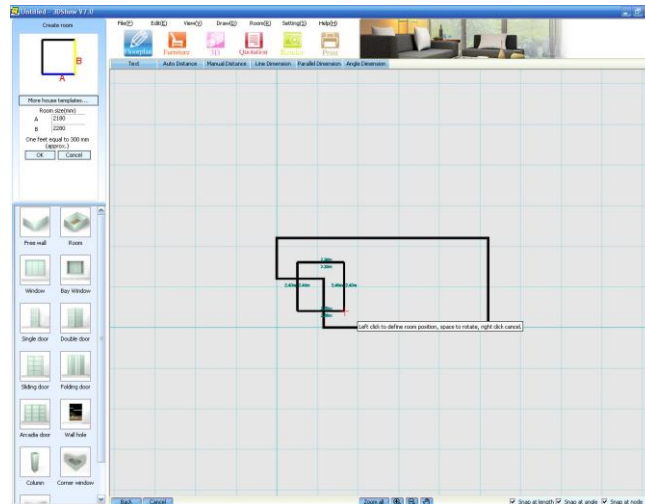 Untitled - 3DShow V7.0
Create room
File(F) Edit(E) View(V) Draw(D) Room(R) Setting(S) Help(H)
Floorplan Furniture 3D Quotation Render Print
Text Auto Distance Manual Distance Line Dimension Parallel Dimension Angle Dimension
B
A
More house templates...
Room size(mm)
A 2180
B 2280
One feet equal to 300 mm
(approx.)
OK Cancel
Free wall Room
Window Bay Window
Single door Double door
Sliding door Folding door
Arcadia door Wall hole
Column Corner window
Left click to define room position, space to rotate, right click cancel.
Back Cancel Zoom all Snap at length Snap at angle Snap at node